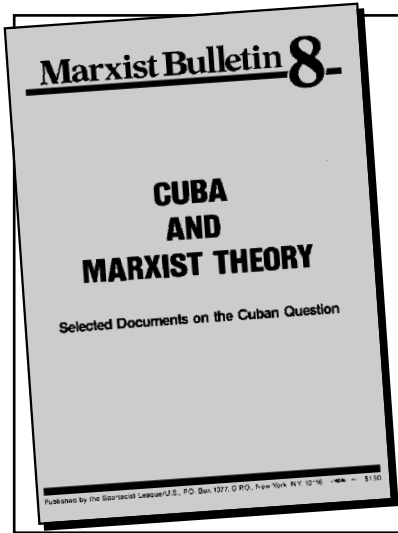 Marxist Bulletin 8
CUBA
AND
MARXIST THEORY
Selected Documents on the Cuban Question
Published by the Spartacist League/U.S., P.O. Box 1377, G.P.O., New York, N.Y. 10116 $1.50